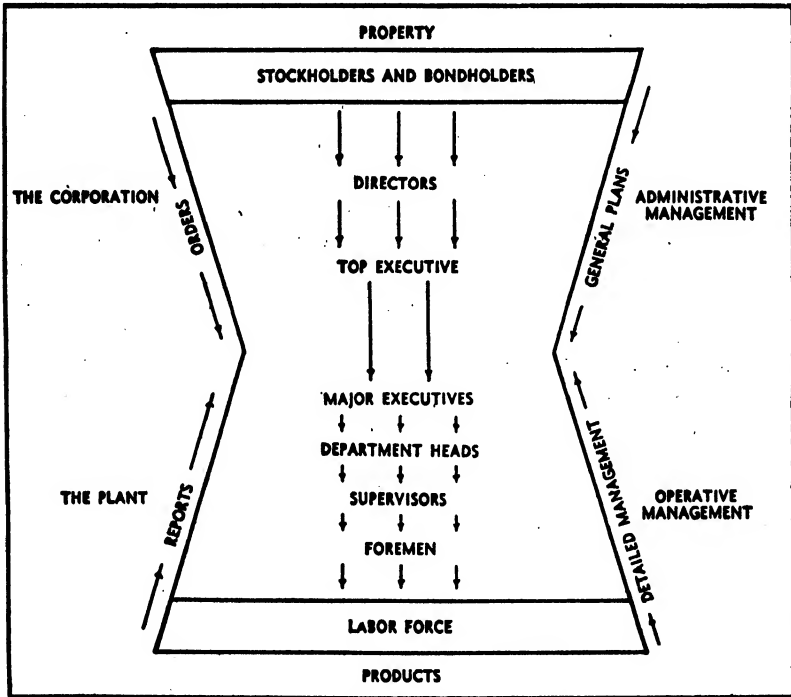 PROPERTY
STOCKHOLDERS AND BONDHOLDERS
DIRECTORS
THE CORPORATION
ORDERS
GENERAL PLANS
ADMINISTRATIVE
MANAGEMENT
TOP EXECUTIVE
MAJOR EXECUTIVES
DEPARTMENT HEADS
THE PLANT
REPORTS
SUPERVISORS
DETAILED MANAGEMENT
OPERATIVE
MANAGEMENT
FOREMEN
LABOR FORCE
PRODUCTS